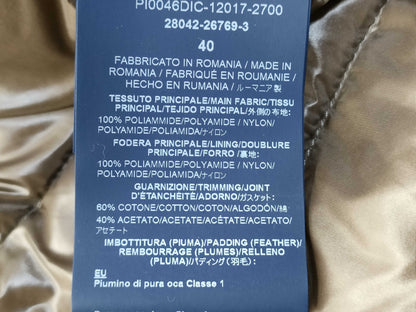 PI0046DIC-12017-2700
28042-26769-3
40
FABBRICATO IN ROMANIA / MADE IN
ROMANIA / FABRIQUÉ EN ROUMANIE /
HECHO EN RUMANIA / ルーマニア製
TESSUTO PRINCIPALE/MAIN FABRIC/TISSU
PRINCIPAL/TEJIDO PRINCIPAL/外側の布地:
100% POLIAMMIDE/POLYAMIDE / NYLON/
POLYAMIDE/POLIAMIDA/ナイロン
FODERA PRINCIPALE/LINING/DOUBLURE
PRINCIPALE/FORRO /裏地:
100% POLIAMMIDE/POLYAMIDE / NYLON/
POLYAMIDE/POLIAMIDA/ナイロン
GUARNIZIONE/TRIMMING/JOINT
D'ÉTANCHÉITÉ/ADORNO/ガスケット:
60% COTONE/COTTON/COTON/ALGODÓN/綿/
40% ACETATO/ACETATE/ACÉTATE/ACETATO/
アセテート
IMBOTTITURA (PIUMA)/PADDING (FEATHER)/
REMBOURRAGE (PLUMES)/RELLENO
(PLUMA)/パディング(羽毛):
EU
Piumino di pura oca Classe 1